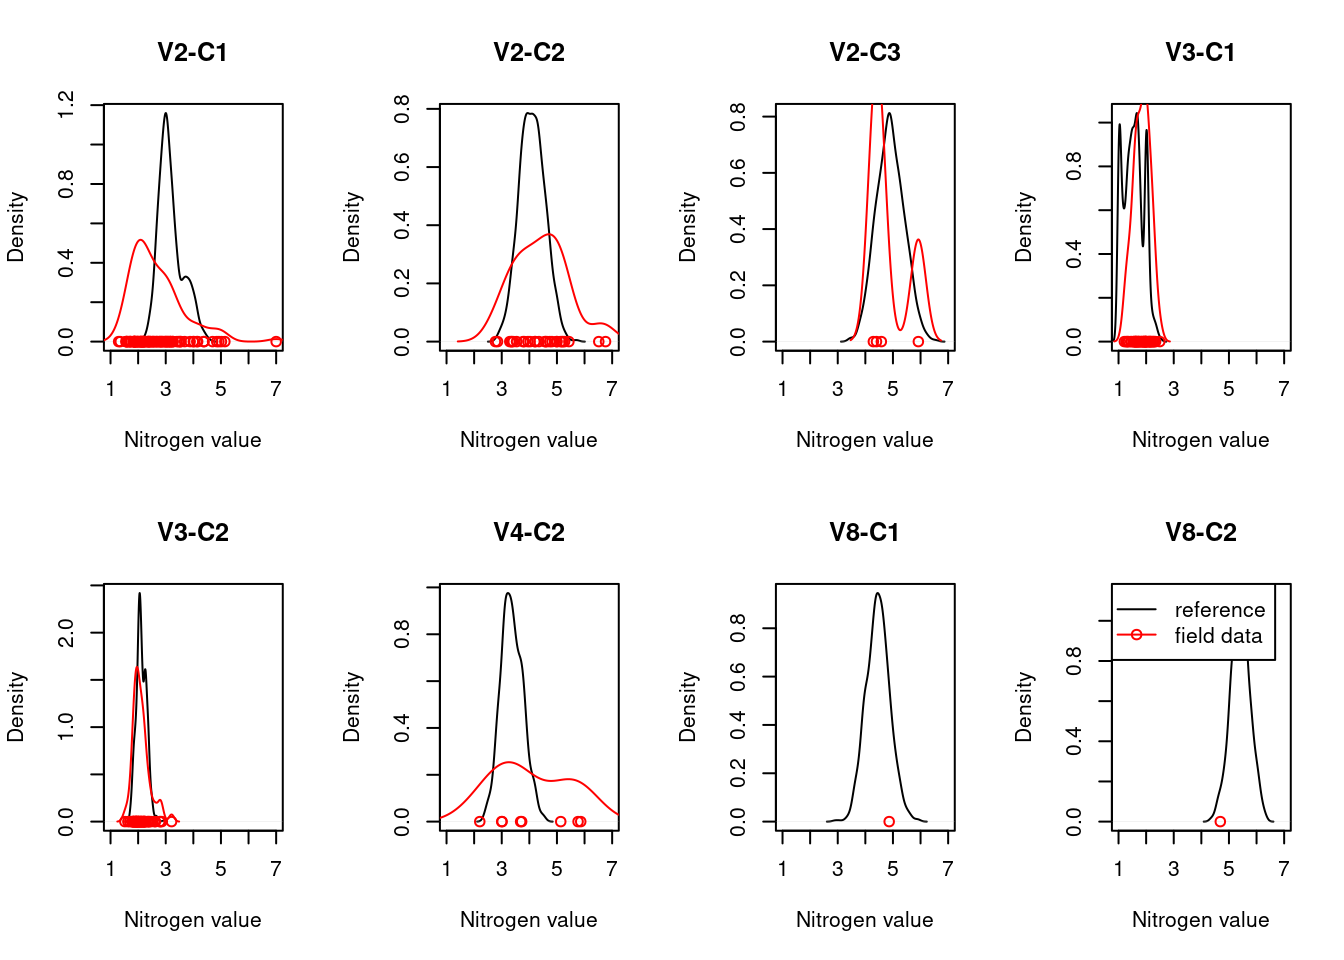 V2-C1
Density
0.0 0.4 0.8 1.2
1 3 5 7
Nitrogen value
V2-C2
Density
0.0 0.2 0.4 0.6 0.8
1 3 5 7
Nitrogen value
V2-C3
Density
0.0 0.2 0.4 0.6 0.8
1 3 5 7
Nitrogen value
V3-C1
Density
0.0 0.4 0.8
1 3 5 7
Nitrogen value
V3-C2
Density
0.0 1.0 2.0
1 3 5 7
Nitrogen value
V4-C2
Density
0.0 0.4 0.8
1 3 5 7
Nitrogen value
V8-C1
Density
0.0 0.2 0.4 0.6 0.8
1 3 5 7
Nitrogen value
V8-C2
reference
field data
Density
0.0 0.4 0.8
1 3 5 7
Nitrogen value